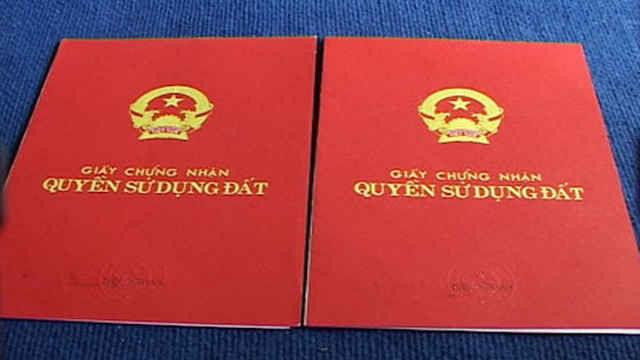 GIẤY CHỨNG NHẬN
QUYỀN SỬ DỤNG ĐẤT
GIẤY CHỨNG NHẬN
QUYỀN SỬ DỤNG ĐẤT